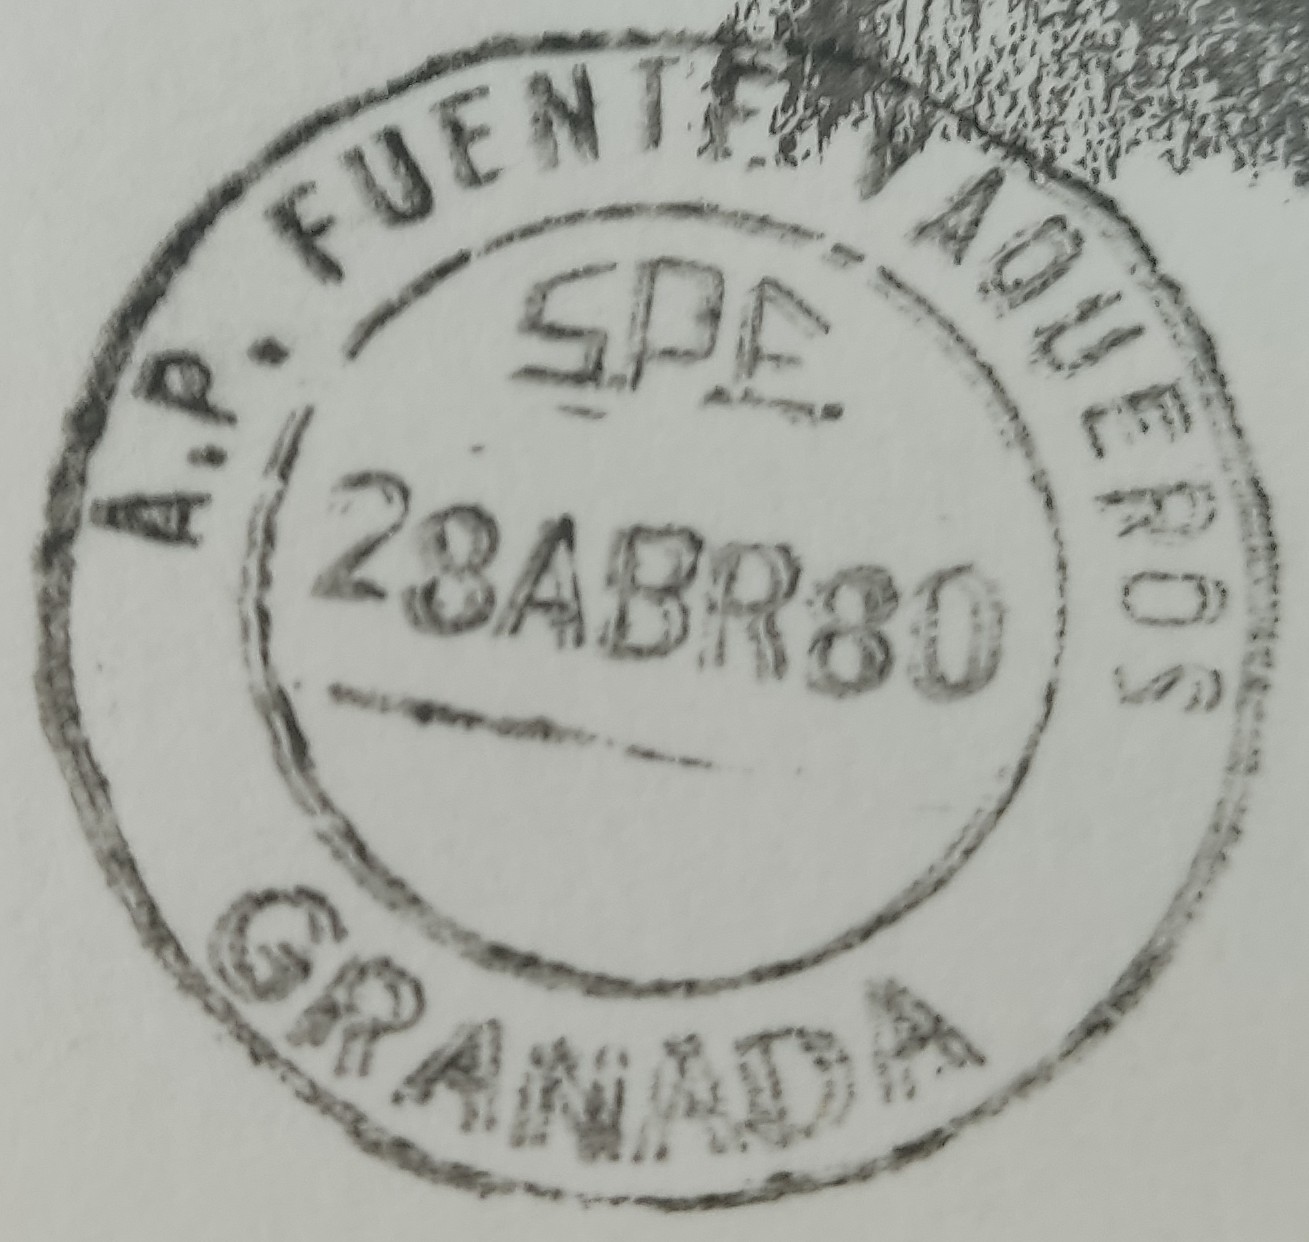 A.P. FUENTE VAQUEROS
SPE.
28ABR80
GRANADA